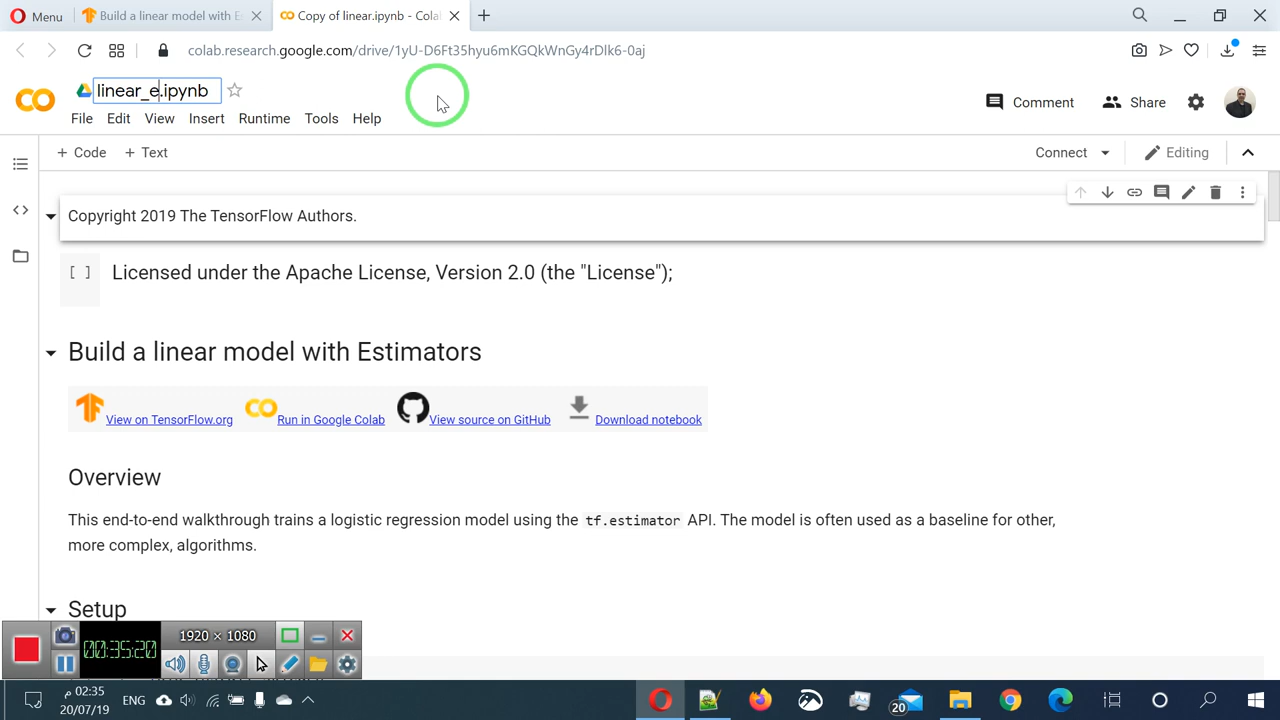 Menu
Build a linear model with Es
Copy of linear.ipynb - Cola
colab.research.google.com/drive/1yU-D6Ft35hyu6mKGQkWnGy4rDlk6-0aj
linear_e.ipynb
Comment
Share
File Edit View Insert Runtime Tools Help
+ Code + Text
Connect
Editing
Copyright 2019 The TensorFlow Authors.
[ ] Licensed under the Apache License, Version 2.0 (the "License");
Build a linear model with Estimators
View on TensorFlow.org
Run in Google Colab
View source on GitHub
Download notebook
Overview
This end-to-end walkthrough trains a logistic regression model using the tf.estimator API. The model is often used as a baseline for other,
more complex, algorithms.
Setup
1920 × 1080
00:35:20
02:35 م
20/07/19
ENG
20